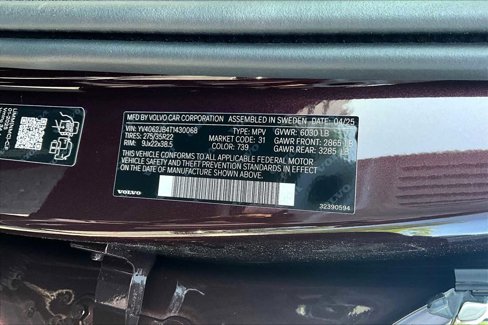 MFD BY VOLVO CAR CORPORATION ASSEMBLED IN SWEDEN DATE: 04/25
VIN: YV4062JB4T1430068 TYPE: MPV GVWR: 6030 LB
TIRES: 275/35R22 MARKET: 31 GAWR FRONT: 2865 LB
RIM: 9Jx22x38.5 COLOR: 739 GAWR REAR: 3285 LB
THIS VEHICLE CONFORMS TO ALL APPLICABLE FEDERAL MOTOR
VEHICLE SAFETY AND THEFT PREVENTION STANDARDS IN EFFECT
ON THE DATE OF MANUFACTURE SHOWN ABOVE.
VOLVO
32390594